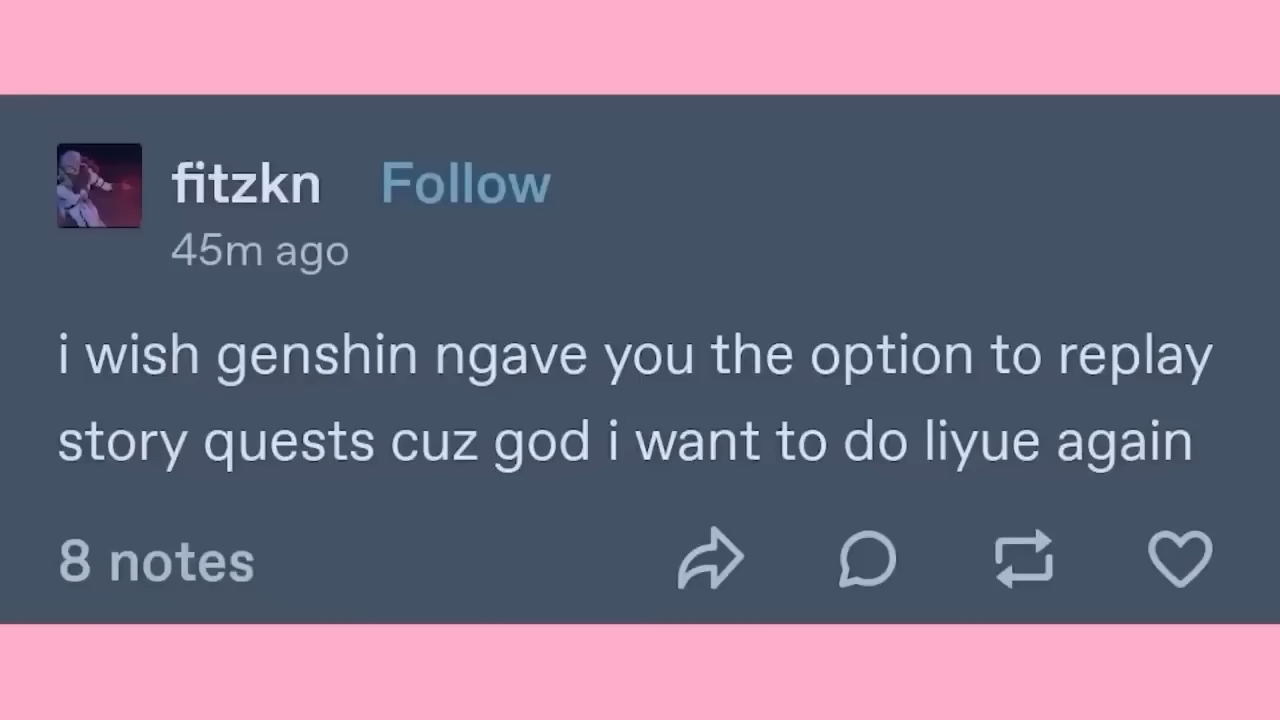 fitzkn Follow
45m ago
i wish genshin ngave you the option to replay
story quests cuz god i want to do liyue again
8 notes